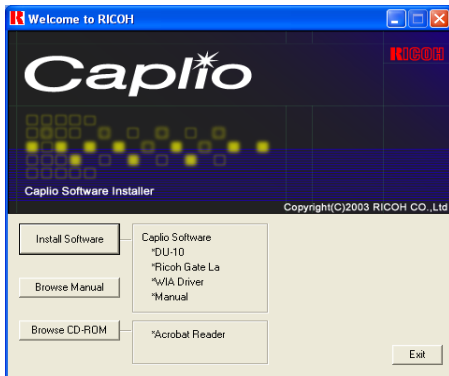 Welcome to RICOH
RICOH
Caplio
Caplio Software Installer
Copyright(C)2003 RICOH CO.,Ltd
Install Software
Caplio Software
*DU-10
*Ricoh Gate La
*WIA Driver
*Manual
Browse Manual
Browse CD-ROM
*Acrobat Reader
Exit